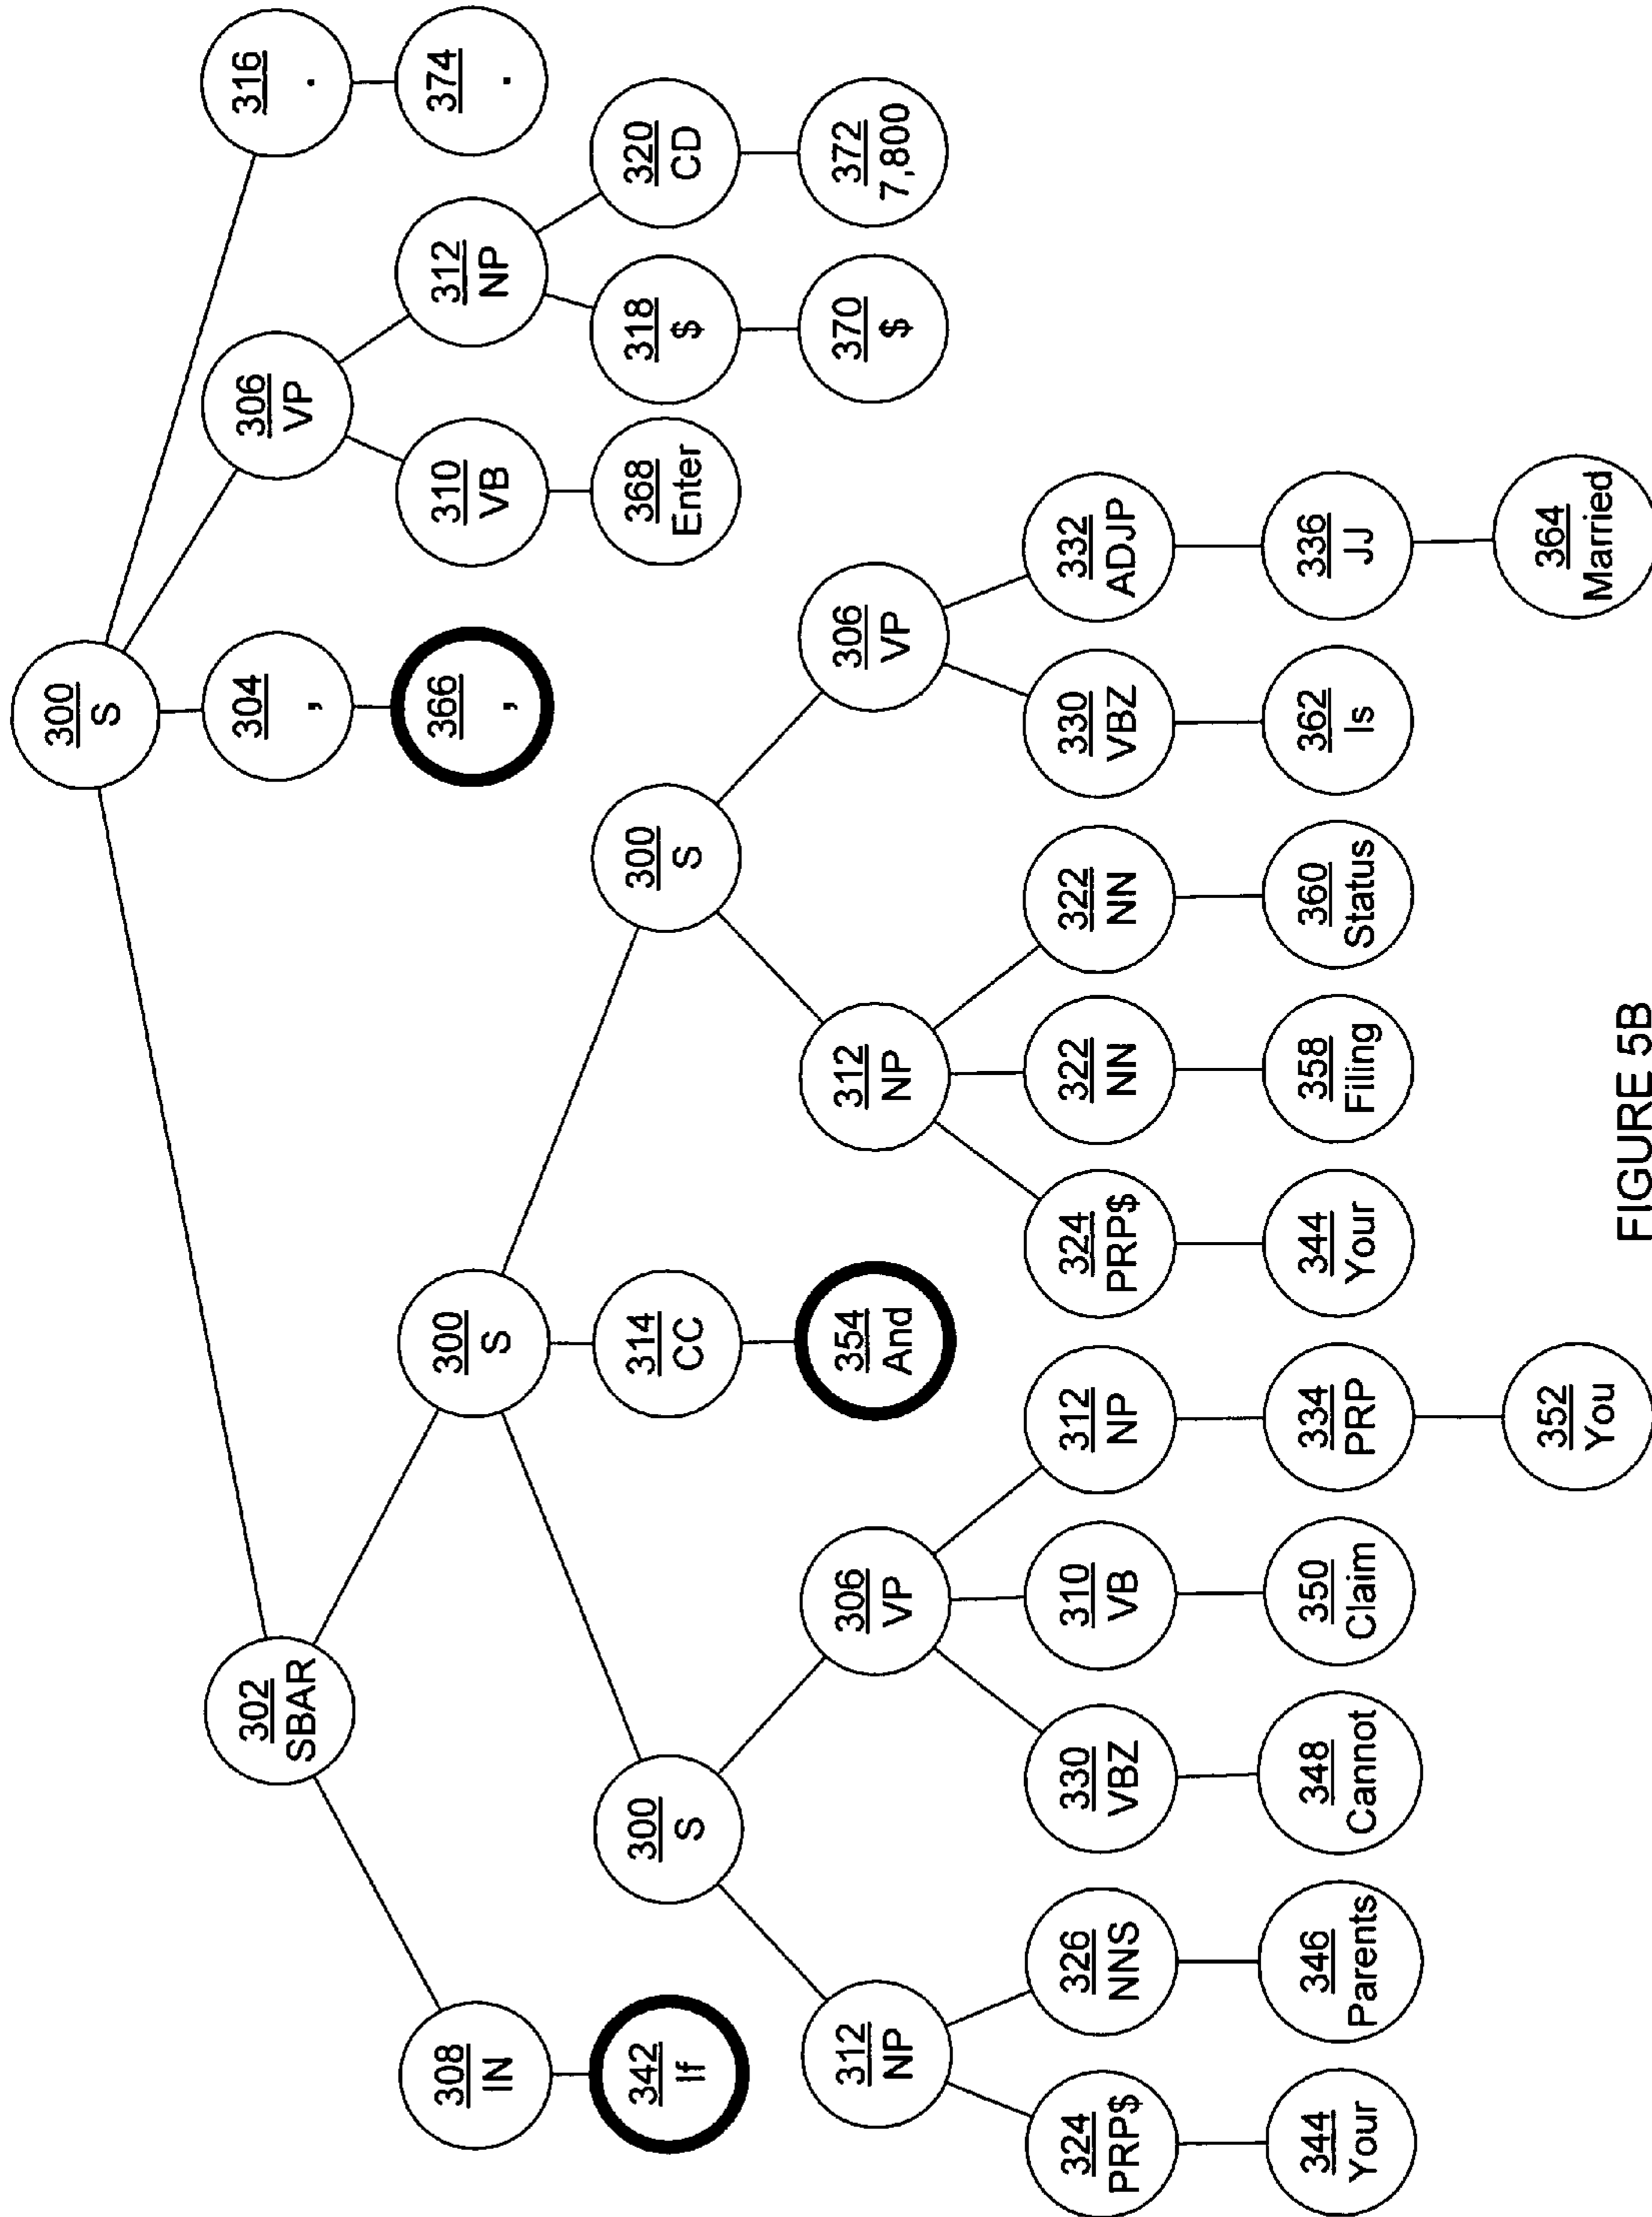 300
S
302
SBAR
304
,
306
VP
316
.
308
IN
300
S
366
,
310
VB
312
NP
374
.
342
If
300
S
314
CC
300
S
368
Enter
318
$
320
CD
312
NP
306
VP
354
And
312
NP
306
VP
370
$
372
7,800
324
PRP$
326
NNS
330
VBZ
310
VB
312
NP
324
PRP$
322
NN
322
NN
330
VBZ
332
ADJP
344
Your
346
Parents
348
Cannot
350
Claim
334
PRP
344
Your
358
Filing
360
Status
362
Is
336
JJ
352
You
364
Married
FIGURE 5B